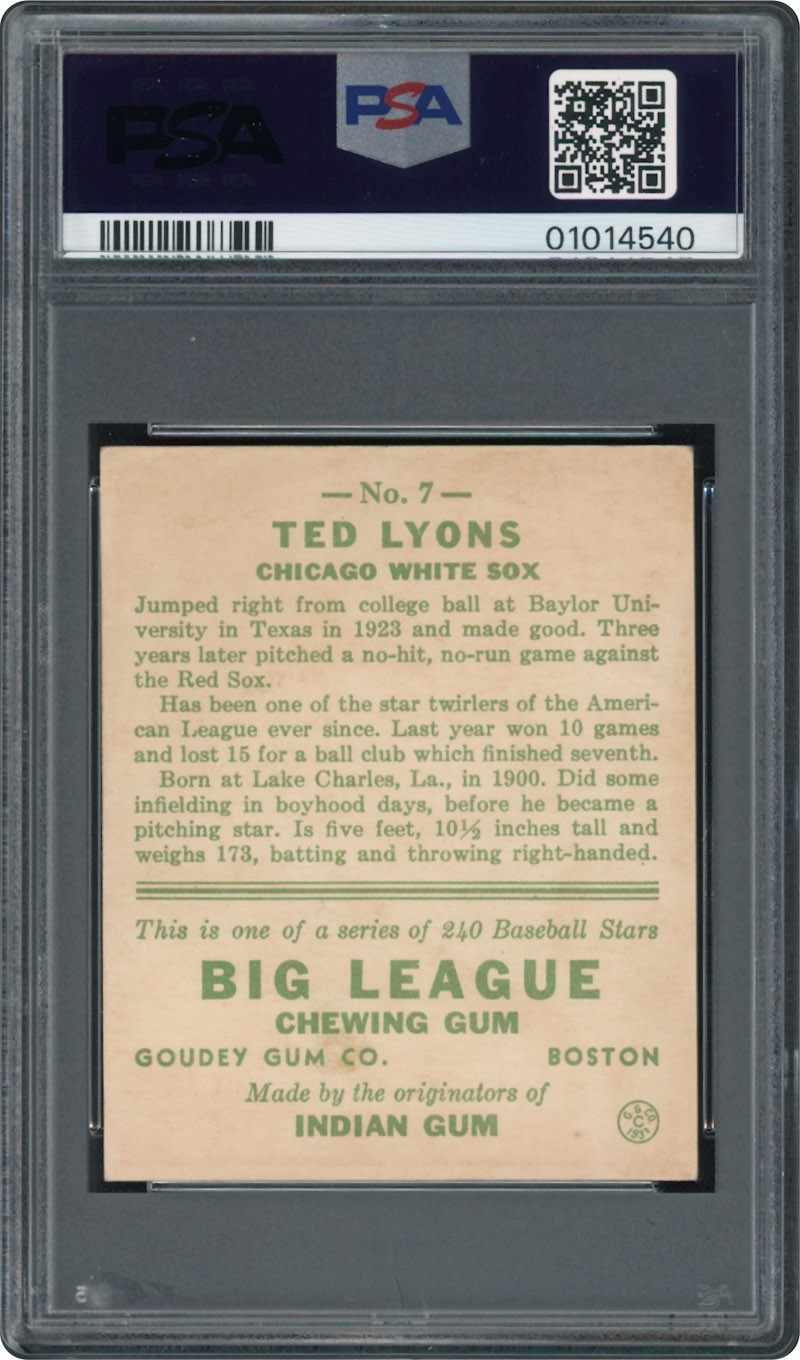 PSA
PSA
01014540
— No. 7 —
TED LYONS
CHICAGO WHITE SOX
Jumped right from college ball at Baylor Uni-
versity in Texas in 1923 and made good. Three
years later pitched a no-hit, no-run game against
the Red Sox.
Has been one of the star twirlers of the Ameri-
can League ever since. Last year won 10 games
and lost 15 for a ball club which finished seventh.
Born at Lake Charles, La., in 1900. Did some
infielding in boyhood days, before he became a
pitching star. Is five feet, 10½ inches tall and
weighs 173, batting and throwing right-handed.
This is one of a series of 240 Baseball Stars
BIG LEAGUE
CHEWING GUM
GOUDEY GUM CO. BOSTON
Made by the originators of
INDIAN GUM
G.G.CO.
C